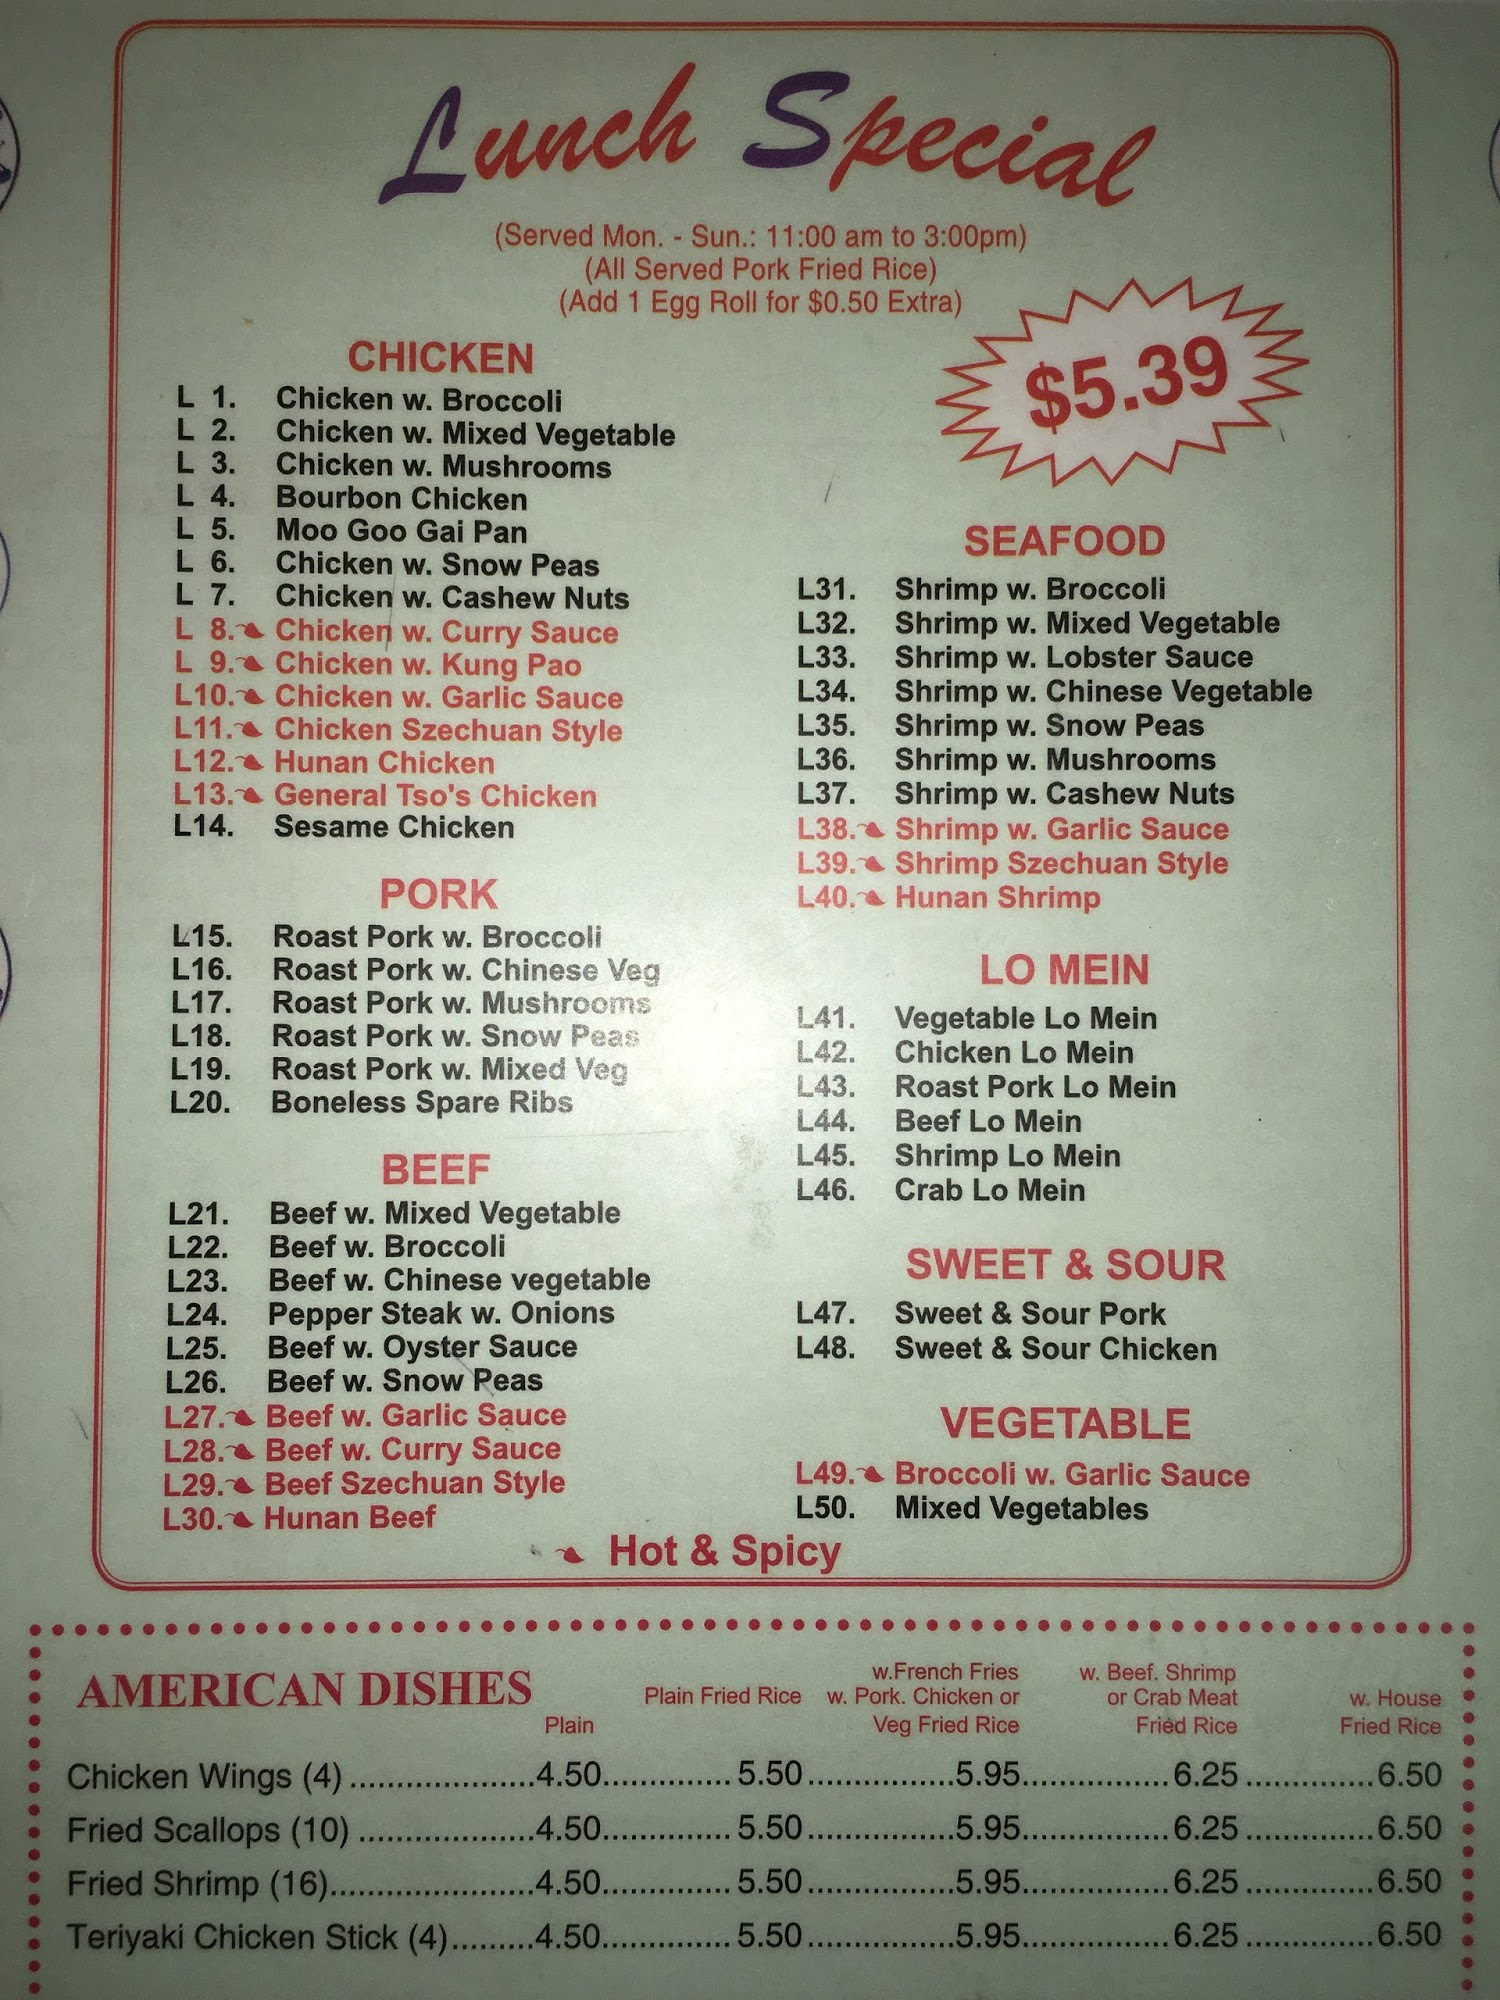 Lunch Special
(Served Mon. - Sun.: 11:00 am to 3:00pm)
(All Served Pork Fried Rice)
(Add 1 Egg Roll for $0.50 Extra)
$5.39
CHICKEN
L 1. Chicken w. Broccoli
L 2. Chicken w. Mixed Vegetable
L 3. Chicken w. Mushrooms
L 4. Bourbon Chicken
L 5. Moo Goo Gai Pan
L 6. Chicken w. Snow Peas
L 7. Chicken w. Cashew Nuts
L 8. Chicken w. Curry Sauce
L 9. Chicken w. Kung Pao
L10. Chicken w. Garlic Sauce
L11. Chicken Szechuan Style
L12. Hunan Chicken
L13. General Tso's Chicken
L14. Sesame Chicken
PORK
L15. Roast Pork w. Broccoli
L16. Roast Pork w. Chinese Veg
L17. Roast Pork w. Mushrooms
L18. Roast Pork w. Snow Peas
L19. Roast Pork w. Mixed Veg
L20. Boneless Spare Ribs
BEEF
L21. Beef w. Mixed Vegetable
L22. Beef w. Broccoli
L23. Beef w. Chinese vegetable
L24. Pepper Steak w. Onions
L25. Beef w. Oyster Sauce
L26. Beef w. Snow Peas
L27. Beef w. Garlic Sauce
L28. Beef w. Curry Sauce
L29. Beef Szechuan Style
L30. Hunan Beef
SEAFOOD
L31. Shrimp w. Broccoli
L32. Shrimp w. Mixed Vegetable
L33. Shrimp w. Lobster Sauce
L34. Shrimp w. Chinese Vegetable
L35. Shrimp w. Snow Peas
L36. Shrimp w. Mushrooms
L37. Shrimp w. Cashew Nuts
L38. Shrimp w. Garlic Sauce
L39. Shrimp Szechuan Style
L40. Hunan Shrimp
LO MEIN
L41. Vegetable Lo Mein
L42. Chicken Lo Mein
L43. Roast Pork Lo Mein
L44. Beef Lo Mein
L45. Shrimp Lo Mein
L46. Crab Lo Mein
SWEET & SOUR
L47. Sweet & Sour Pork
L48. Sweet & Sour Chicken
VEGETABLE
L49. Broccoli w. Garlic Sauce
L50. Mixed Vegetables
Hot & Spicy
AMERICAN DISHES
Plain
Plain Fried Rice
w.French Fries
w. Pork. Chicken or
Veg Fried Rice
w. Beef. Shrimp
or Crab Meat
Fried Rice
w. House
Fried Rice
Chicken Wings (4)....................4.50..............5.50................5.95................6.25..............6.50
Fried Scallops (10)...................4.50..............5.50................5.95................6.25..............6.50
Fried Shrimp (16)......................4.50..............5.50................5.95................6.25..............6.50
Teriyaki Chicken Stick (4).........4.50..............5.50................5.95................6.25..............6.50